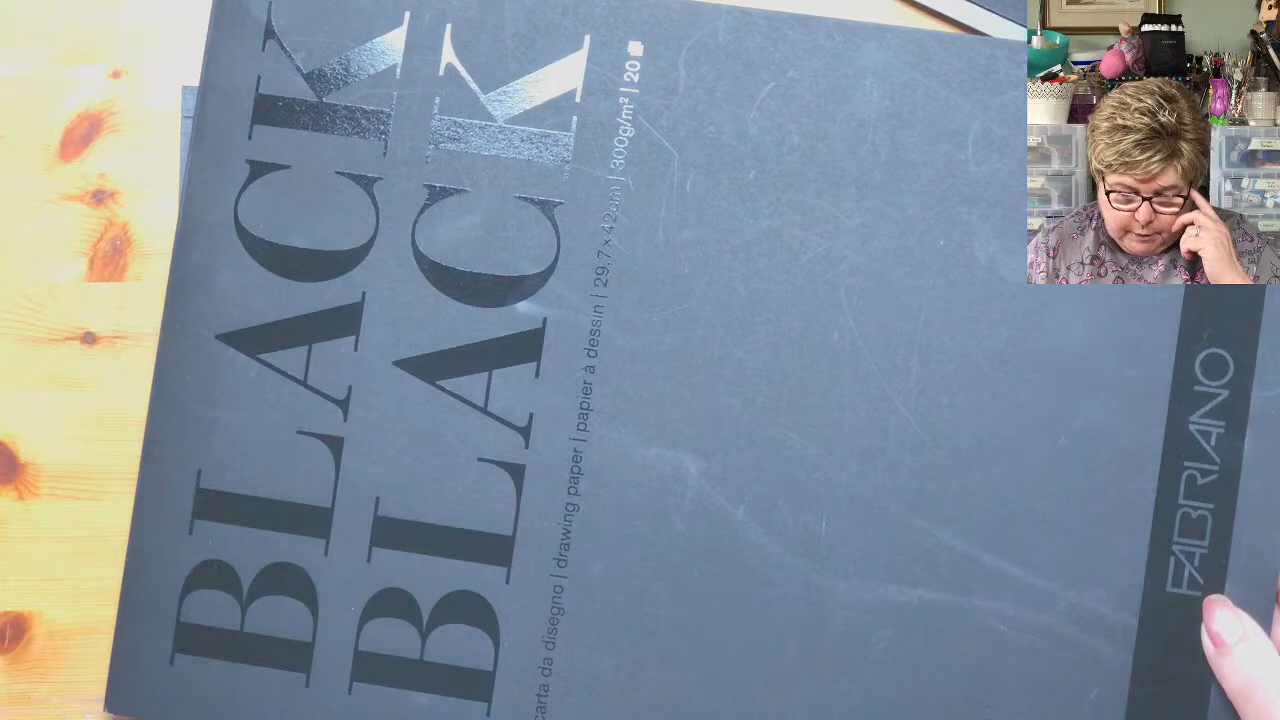 BLACK
BLACK
carta da disegno | drawing paper | papier à dessin | 29,7×42cm | 300g/m² | 20
FABRIANO